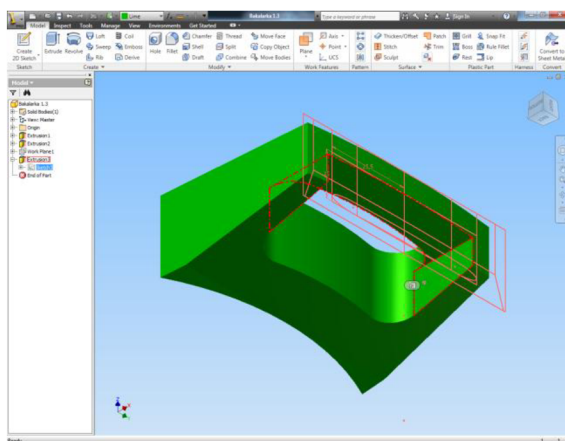 Lime
Bakalarka 1.3
Type a keyword or phrase
Sign In
Model Inspect Tools Manage View Environments Get Started
Create 2D Sketch
Extrude Revolve
Loft Coil
Sweep Emboss
Rib Derive
Hole Fillet
Chamfer Thread Move Face
Shell Split Copy Object
Draft Combine Move Bodies
Plane
Axis
Point
UCS
Thicken/Offset Patch
Stitch Trim
Sculpt
Grill Snap Fit
Boss Rule Fillet
Rest Lip
Convert to Sheet Metal
Sketch Create Modify Work Features Pattern Surface Plastic Part Harness Convert
Model
Bakalarka 1.3
Solid Bodies(1)
View: Master
Origin
Extrusion1
Extrusion2
Work Plane1
Extrusion3
End of Part
Ready